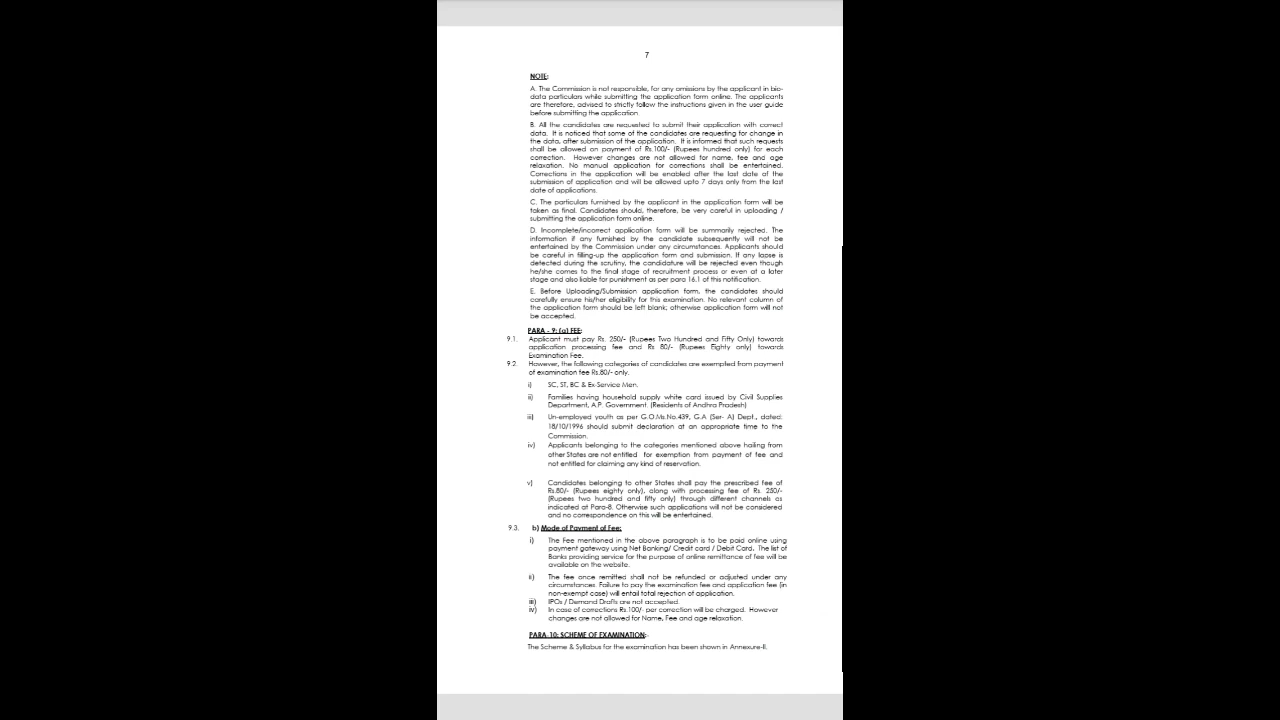 7
NOTE:
A. The Commission is not responsible, for any omissions by the applicant in bio-
data particulars while submitting the application form online. The applicants
are therefore, advised to strictly follow the instructions given in the user guide
before submitting the application
B. All the candidates are requested to submit their application with correct
data. It is noticed that some of the candidates are requesting for change in
the data, after submission of the application. It is informed that such requests
shall be allowed on payment of Rs.100/- (Rupees hundred only) for each
correction. However changes are not allowed for name, fee and age
relaxation. No manual application for corrections shall be entertained.
Corrections in the application will be enabled after the last date of the
submission of application and will be allowed upto 7 days only from the last
date of applications.
C. The particulars furnished by the applicant in the application form will be
taken as final. Candidates should, therefore, be very careful in uploading /
submitting the application form online.
D. Incomplete/incorrect application form will be summarily rejected. The
information if any furnished by the candidate subsequently will not be
entertained by the Commission under any circumstances. Applicants should
be careful in filling-up the application form and submission. If any lapse is
detected during the scrutiny, the candidature will be rejected even though
he/she comes to the final stage of recruitment process or even at a later
stage and also liable for punishment as per para 16.1 of this notification.
E. Before Uploading/Submission application form, the candidates should
carefully ensure his/her eligibility for this examination. No relevant column of
the application form should be left blank; otherwise application form will not
be accepted.
PARA - 9: (a) FEE:
9.1. Applicant must pay Rs. 250/- (Rupees Two Hundred and Fifty Only) towards
application processing fee and Rs 80/- (Rupees Eighty only) towards
Examination Fee.
9.2. However, the following categories of candidates are exempted from payment
of examination fee Rs.80/- only.
i) SC, ST, BC & Ex-Service Men.
ii) Families having household supply white card issued by Civil Supplies
Department, A.P. Government. (Residents of Andhra Pradesh)
iii) Un-employed youth as per G.O.Ms.No.439, G.A (Ser- A) Dept., dated:
18/10/1996 should submit declaration at an appropriate time to the
Commission.
iv) Applicants belonging to the categories mentioned above hailing from
other States are not entitled for exemption from payment of fee and
not entitled for claiming any kind of reservation.
v) Candidates belonging to other States shall pay the prescribed fee of
Rs.80/- (Rupees eighty only), along with processing fee of Rs. 250/-
(Rupees two hundred and fifty only) through different channels as
indicated at Para-8. Otherwise such applications will not be considered
and no correspondence on this will be entertained.
9.3. b) Mode of Payment of Fee:
i) The Fee mentioned in the above paragraph is to be paid online using
payment gateway using Net Banking/ Credit card / Debit Card. The list of
Banks providing service for the purpose of online remittance of fee will be
available on the website.
ii) The fee once remitted shall not be refunded or adjusted under any
circumstances. Failure to pay the examination fee and application fee (in
non-exempt case) will entail total rejection of application.
iii) IPOs / Demand Drafts are not accepted.
iv) In case of corrections Rs.100/- per correction will be charged. However
changes are not allowed for Name, Fee and age relaxation.
PARA-10: SCHEME OF EXAMINATION:-
The Scheme & Syllabus for the examination has been shown in Annexure-II.